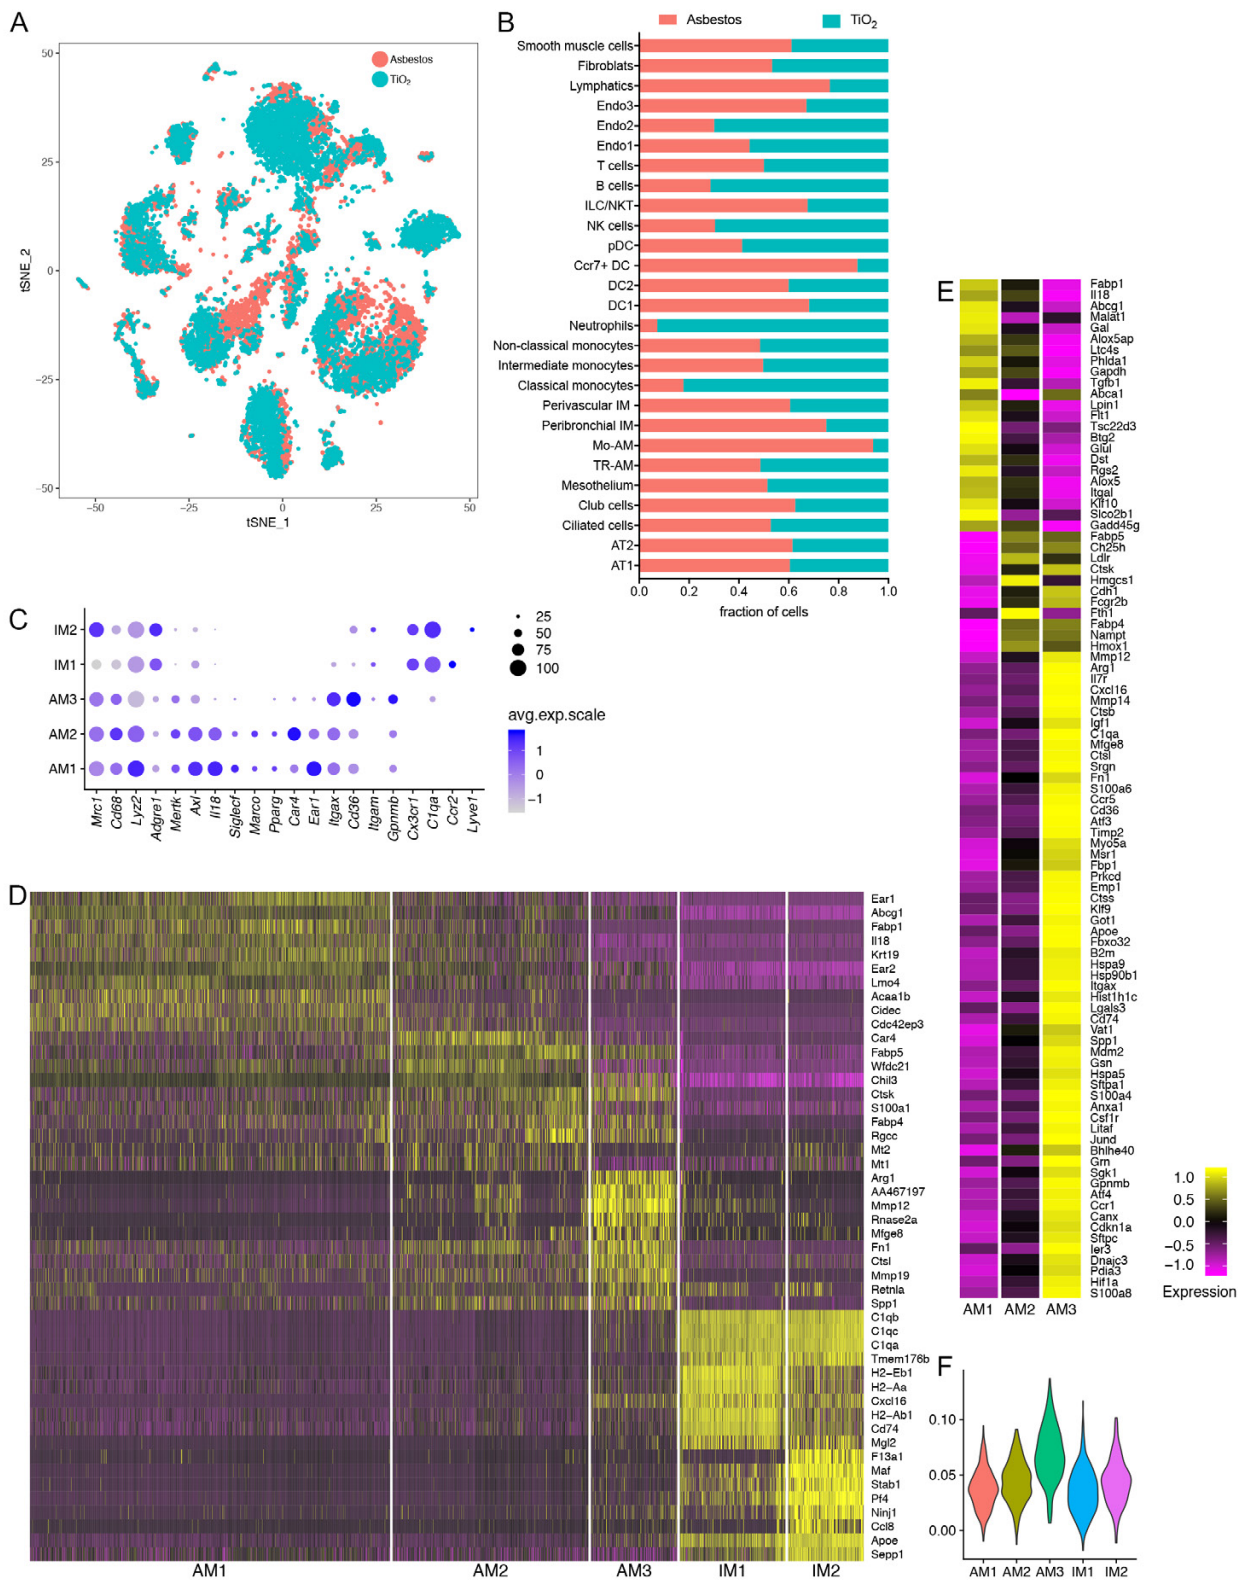 A
50
25
0
−25
−50
tSNE_2
−50
−25
0
25
50
tSNE_1
Asbestos
TiO2
B
Asbestos
TiO2
Smooth muscle cells
Fibroblats
Lymphatics
Endo3
Endo2
Endo1
T cells
B cells
ILC/NKT
NK cells
pDC
Ccr7+ DC
DC2
DC1
Neutrophils
Non-classical monocytes
Intermediate monocytes
Classical monocytes
Perivascular IM
Peribronchial IM
Mo-AM
TR-AM
Mesothelium
Club cells
Ciliated cells
AT2
AT1
0.0
0.2
0.4
0.6
0.8
1.0
fraction of cells
C
IM2
IM1
AM3
AM2
AM1
Mrc1
Cd68
Lyz2
Adgre1
Mertk
Axl
Il18
Siglecf
Marco
Pparg
Car4
Ear1
Itgax
Cd36
Itgam
Gpnmb
Cx3cr1
C1qa
Ccr2
Lyve1
25
50
75
100
avg.exp.scale
1
0
−1
D
Ear1
Abcg1
Fabp1
Il18
Krt19
Ear2
Lmo4
Acaa1b
Cidec
Cdc42ep3
Car4
Fabp5
Wfdc21
Chil3
Ctsk
S100a1
Fabp4
Rgcc
Mt2
Mt1
Arg1
AA467197
Mmp12
Rnase2a
Mfge8
Fn1
Ctsl
Mmp19
Retnla
Spp1
C1qb
C1qc
C1qa
Tmem176b
H2−Eb1
H2−Aa
Cxcl16
H2−Ab1
Cd74
Mgl2
F13a1
Maf
Stab1
Pf4
Ninj1
Ccl8
Apoe
Sepp1
AM1
AM2
AM3
IM1
IM2
E
Fabp1
Il18
Abcg1
Malat1
Gal
Alox5ap
Ltc4s
Phlda1
Gapdh
Tgfb1
Abca1
Lpin1
Flt1
Tsc22d3
Btg2
Glul
Dst
Rgs2
Alox5
Itgal
Klf10
Slco2b1
Gadd45g
Fabp5
Ch25h
Ldlr
Ctsk
Hmgcs1
Cdh1
Fcgr2b
Fth1
Fabp4
Nampt
Hmox1
Mmp12
Arg1
Il7r
Cxcl16
Mmp14
Ctsb
Igf1
C1qa
Mfge8
Ctsl
Srgn
Fn1
S100a6
Ccr5
Cd36
Atf3
Timp2
Myo5a
Msr1
Fbp1
Prkcd
Emp1
Ctss
Klf9
Got1
Apoe
Fbxo32
B2m
Hspa9
Hsp90b1
Itgax
Hist1h1c
Lgals3
Cd74
Vat1
Spp1
Mdm2
Gsn
Hspa5
Sftpa1
S100a4
Anxa1
Csf1r
Litaf
Jund
Bhlhe40
Grn
Sgk1
Gpnmb
Atf4
Ccr1
Canx
Cdkn1a
Sftpc
Ier3
Dnajc3
Pdia3
Hif1a
S100a8
AM1
AM2
AM3
1.0
0.5
0.0
−0.5
−1.0
Expression
F
0.10
0.05
0.00
AM1
AM2
AM3
IM1
IM2